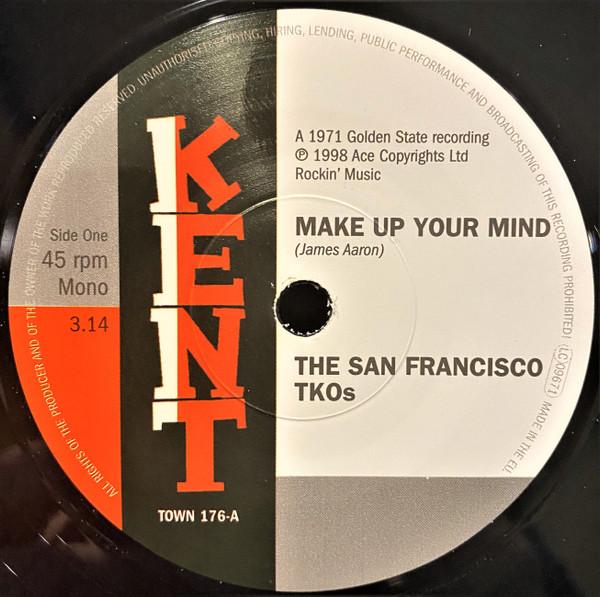 ALL RIGHTS OF THE PRODUCER AND OF THE OWNER OF THE WORK REPRODUCED RESERVED. UNAUTHORISED COPYING, HIRING, LENDING, PUBLIC PERFORMANCE AND BROADCASTING OF THIS RECORDING PROHIBITED! (LC09671) MADE IN THE EU.
KENT
Side One
45 rpm
Mono
3.14
TOWN 176-A
A 1971 Golden State recording
℗ 1998 Ace Copyrights Ltd
Rockin' Music
MAKE UP YOUR MIND
(James Aaron)
THE SAN FRANCISCO
TKOs